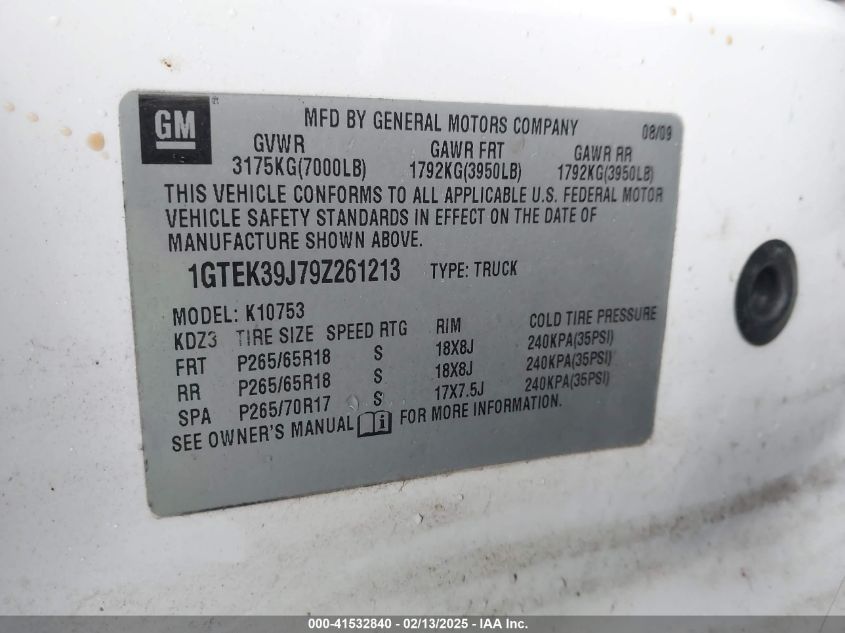 GM
MFD BY GENERAL MOTORS COMPANY 08/09
GVWR GAWR FRT GAWR RR
3175KG(7000LB) 1792KG(3950LB) 1792KG(3950LB)
THIS VEHICLE CONFORMS TO ALL APPLICABLE U.S. FEDERAL MOTOR
VEHICLE SAFETY STANDARDS IN EFFECT ON THE DATE OF
MANUFACTURE SHOWN ABOVE.
1GTEK39J79Z261213 TYPE: TRUCK
MODEL: K10753
KDZ3 TIRE SIZE SPEED RTG RIM COLD TIRE PRESSURE
FRT P265/65R18 S 18X8J 240KPA(35PSI)
RR P265/65R18 S 18X8J 240KPA(35PSI)
SPA P265/70R17 S 17X7.5J 240KPA(35PSI)
SEE OWNER'S MANUAL i FOR MORE INFORMATION.
000-41532840 - 02/13/2025 - IAA Inc.